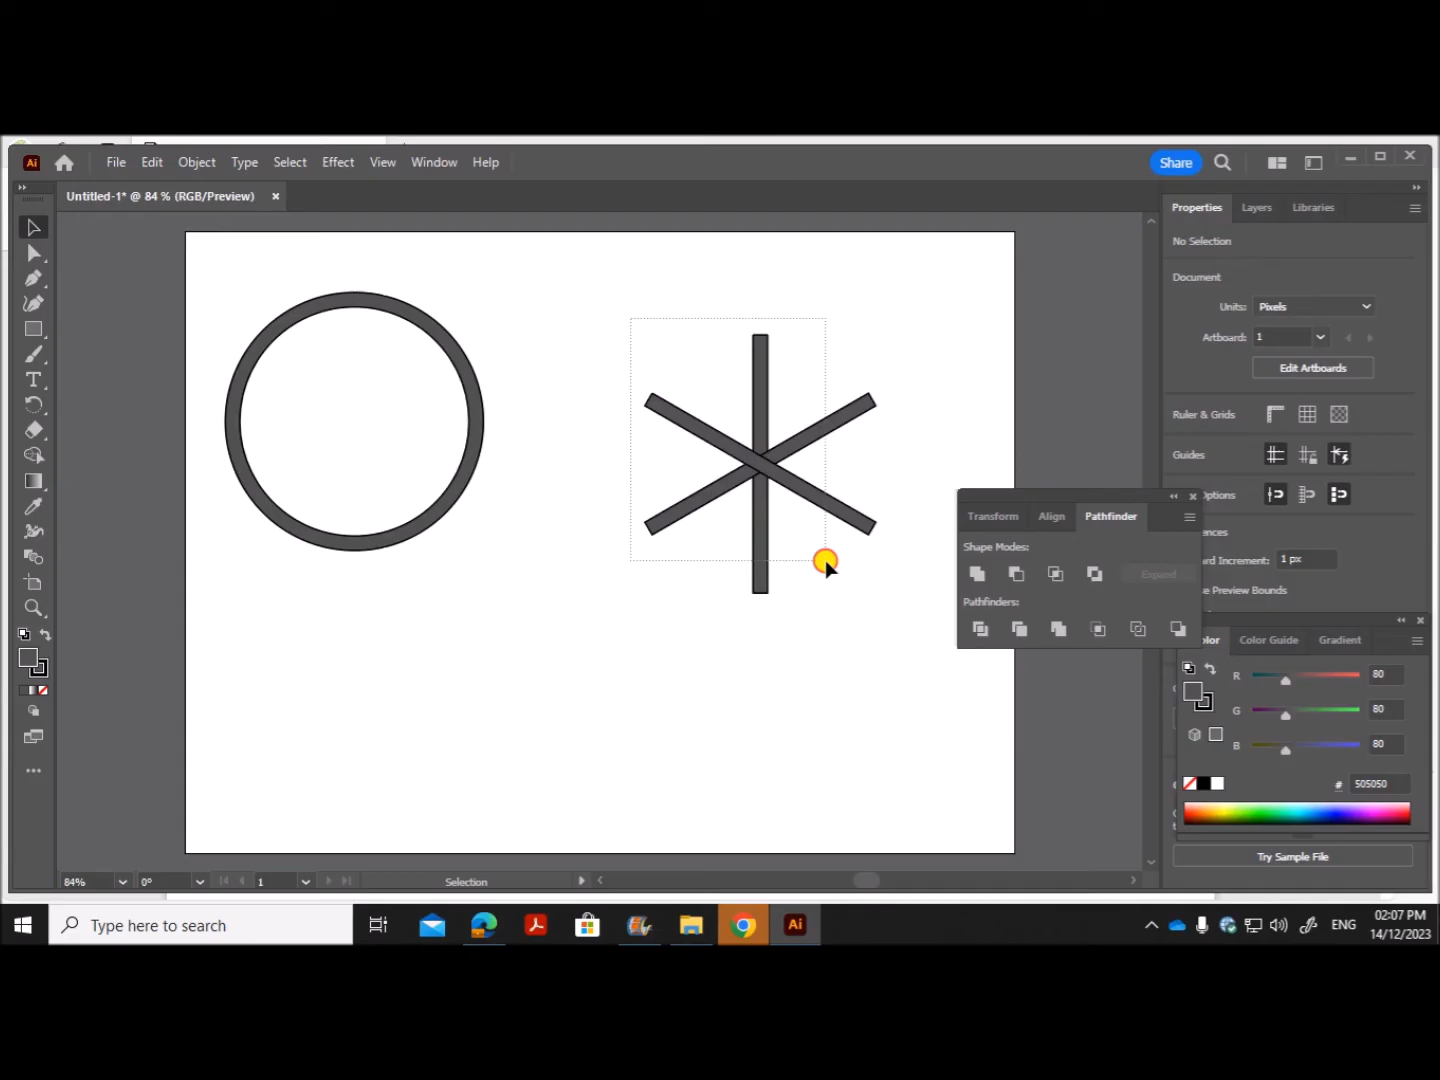 Ai File Edit Object Type Select Effect View Window Help Share
Untitled-1* @ 84 % (RGB/Preview) ×
Properties Layers Libraries
No Selection
Document
Units: Pixels
Artboard: 1
Edit Artboards
Ruler & Grids
Guides
Options
Transform Align Pathfinder
Shape Modes:
Expand
Pathfinders:
ences
rd Increment: 1 px
e Preview Bounds
lor Color Guide Gradient
R 80
G 80
B 80
# 505050
Try Sample File
84% 0° 1 Selection
Type here to search
Ai
ENG
02:07 PM
14/12/2023